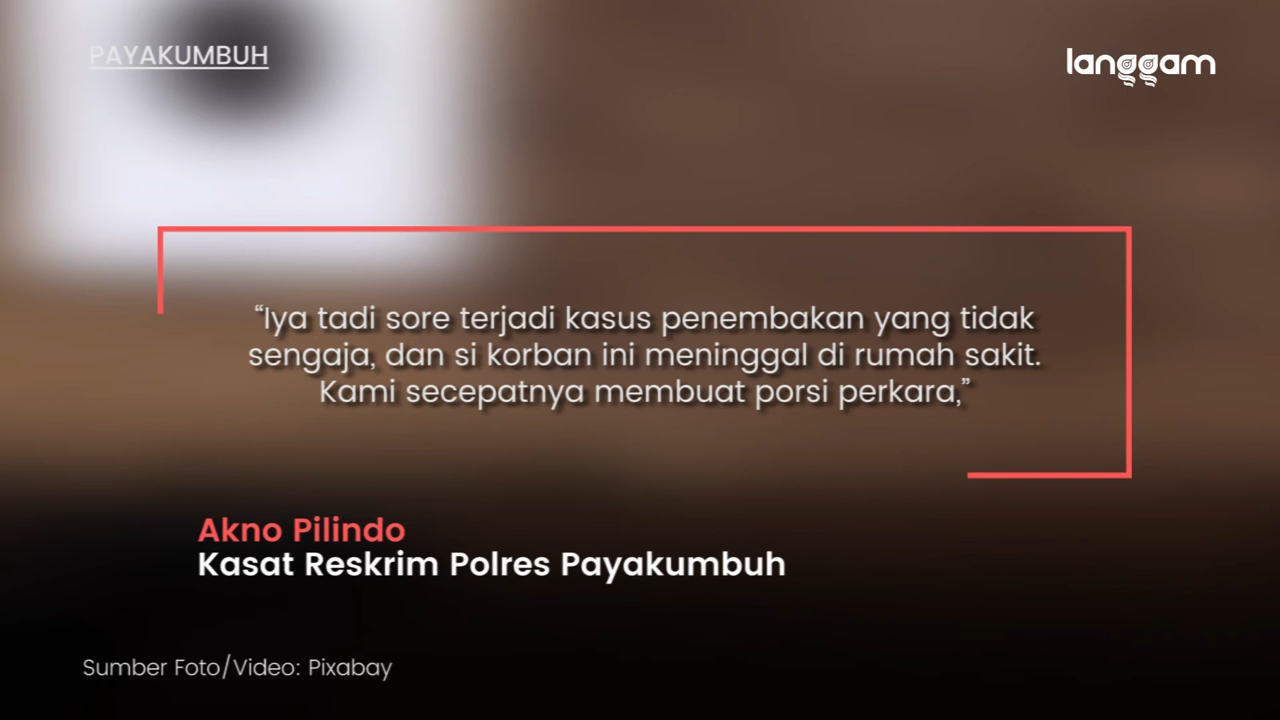 PAYAKUMBUH
langgam
“Iya tadi sore terjadi kasus penembakan yang tidak
sengaja, dan si korban ini meninggal di rumah sakit.
Kami secepatnya membuat porsi perkara,”
Akno Pilindo
Kasat Reskrim Polres Payakumbuh
Sumber Foto/Video: Pixabay